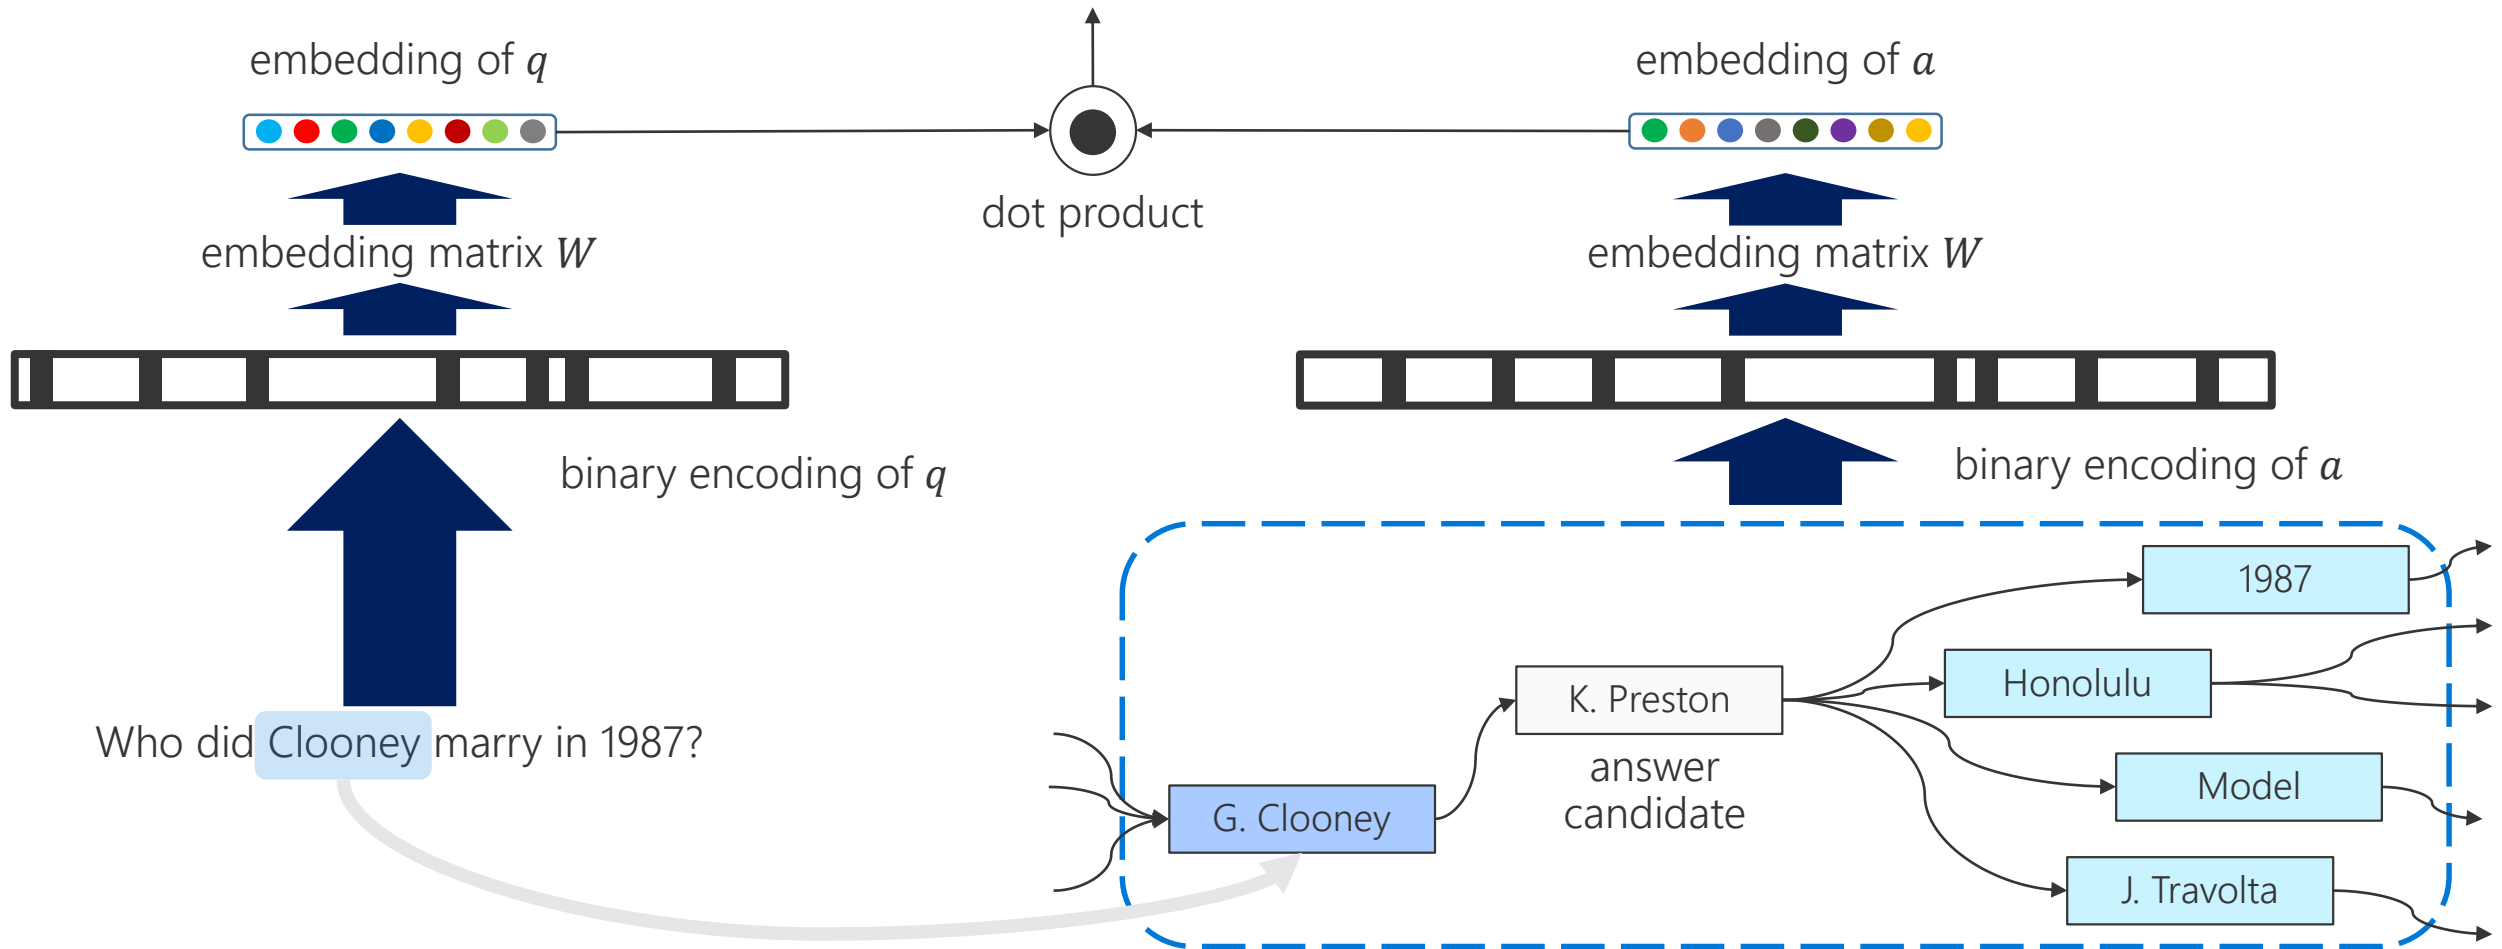 embedding of q
embedding of a
dot product
embedding matrix W
embedding matrix W
binary encoding of q
binary encoding of a
Who did Clooney marry in 1987?
G. Clooney
K. Preston
answer
candidate
1987
Honolulu
Model
J. Travolta